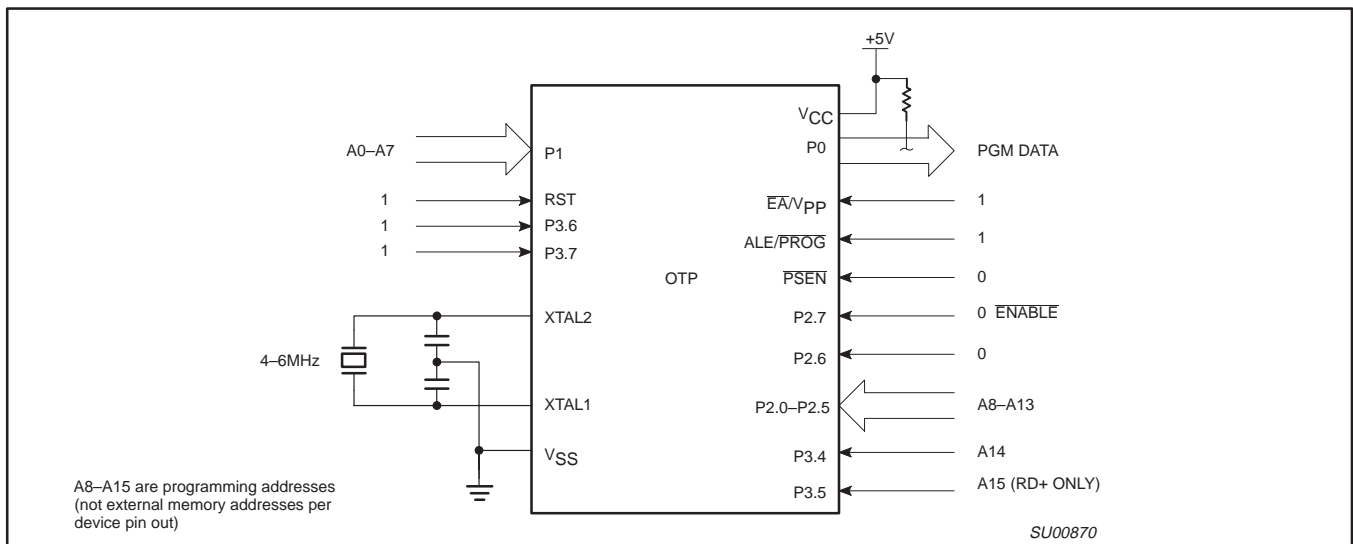 +5V
VCC
A0–A7
P1
P0
PGM DATA
1
RST
EA/VPP
1
1
P3.6
ALE/PROG
1
1
P3.7
OTP
PSEN
0
XTAL2
P2.7
0 ENABLE
4–6MHz
P2.6
0
XTAL1
P2.0–P2.5
A8–A13
VSS
P3.4
A14
P3.5
A15 (RD+ ONLY)
A8–A15 are programming addresses
(not external memory addresses per
device pin out)
SU00870